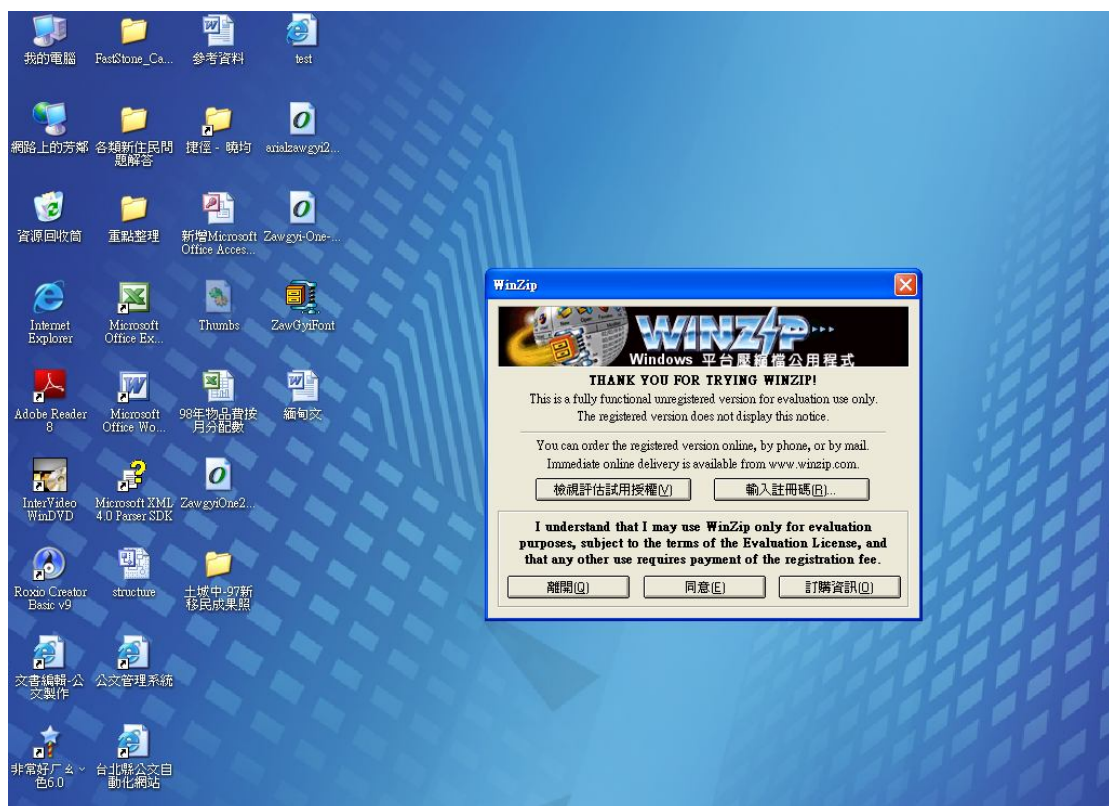 我的電腦
FastStone_Ca...
參考資料
test
網路上的芳鄰
各類新住民問
題解答
捷徑 - 曉均
arialzawgyi2...
資源回收筒
重點整理
新增Microsoft
Office Acces...
Zawgyi-One-...
Internet
Explorer
Microsoft
Office Ex...
Thumbs
ZawGyiFont
Adobe Reader
8
Microsoft
Office Wo...
98年物品費按
月分配數
緬甸文
InterVideo
WinDVD
Microsoft XML
4.0 Parser SDK
ZawgyiOne2...
Roxio Creator
Basic v9
structure
土城中-97新
移民成果照
文書編輯-公
文製作
公文管理系統
非常好ㄏㄠˇ
色6.0
台北縣公文自
動化網站
WinZip
WINZIP...
Windows 平台壓縮檔公用程式
THANK YOU FOR TRYING WINZIP!
This is a fully functional unregistered version for evaluation use only.
The registered version does not display this notice.
You can order the registered version online, by phone, or by mail.
Immediate online delivery is available from www.winzip.com.
檢視評估試用授權(V)
輸入註冊碼(R)...
I understand that I may use WinZip only for evaluation
purposes, subject to the terms of the Evaluation License, and
that any other use requires payment of the registration fee.
離開(Q)
同意(E)
訂購資訊(O)